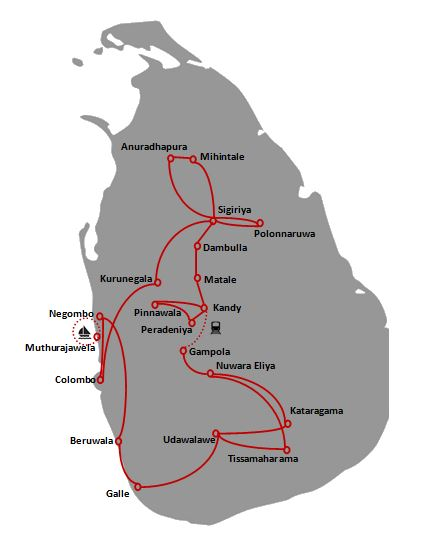 Anuradhapura
Mihintale
Sigiriya
Polonnaruwa
Dambulla
Kurunegala
Matale
Pinnawala
Kandy
Negombo
Peradeniya
Muthurajawela
Gampola
Nuwara Eliya
Colombo
Kataragama
Beruwala
Udawalawe
Tissamaharama
Galle